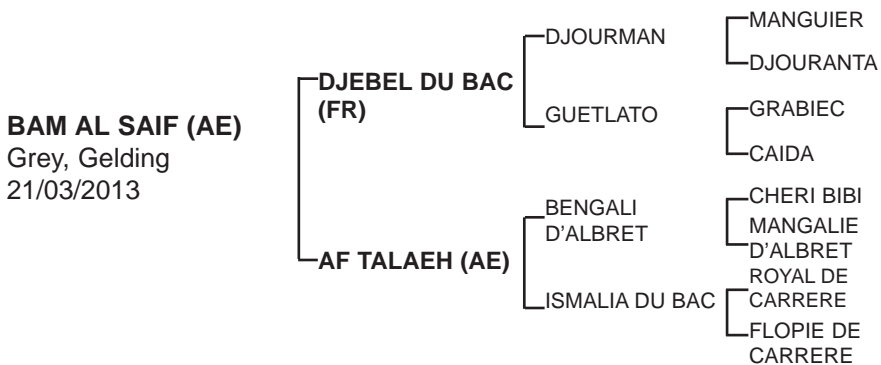 BAM AL SAIF (AE)
Grey, Gelding
21/03/2013
DJEBEL DU BAC
(FR)
DJOURMAN
MANGUIER
DJOURANTA
GUETLATO
GRABIEC
CAIDA
AF TALAEH (AE)
BENGALI
D'ALBRET
CHERI BIBI
MANGALIE
D'ALBRET
ISMALIA DU BAC
ROYAL DE
CARRERE
FLOPIE DE
CARRERE